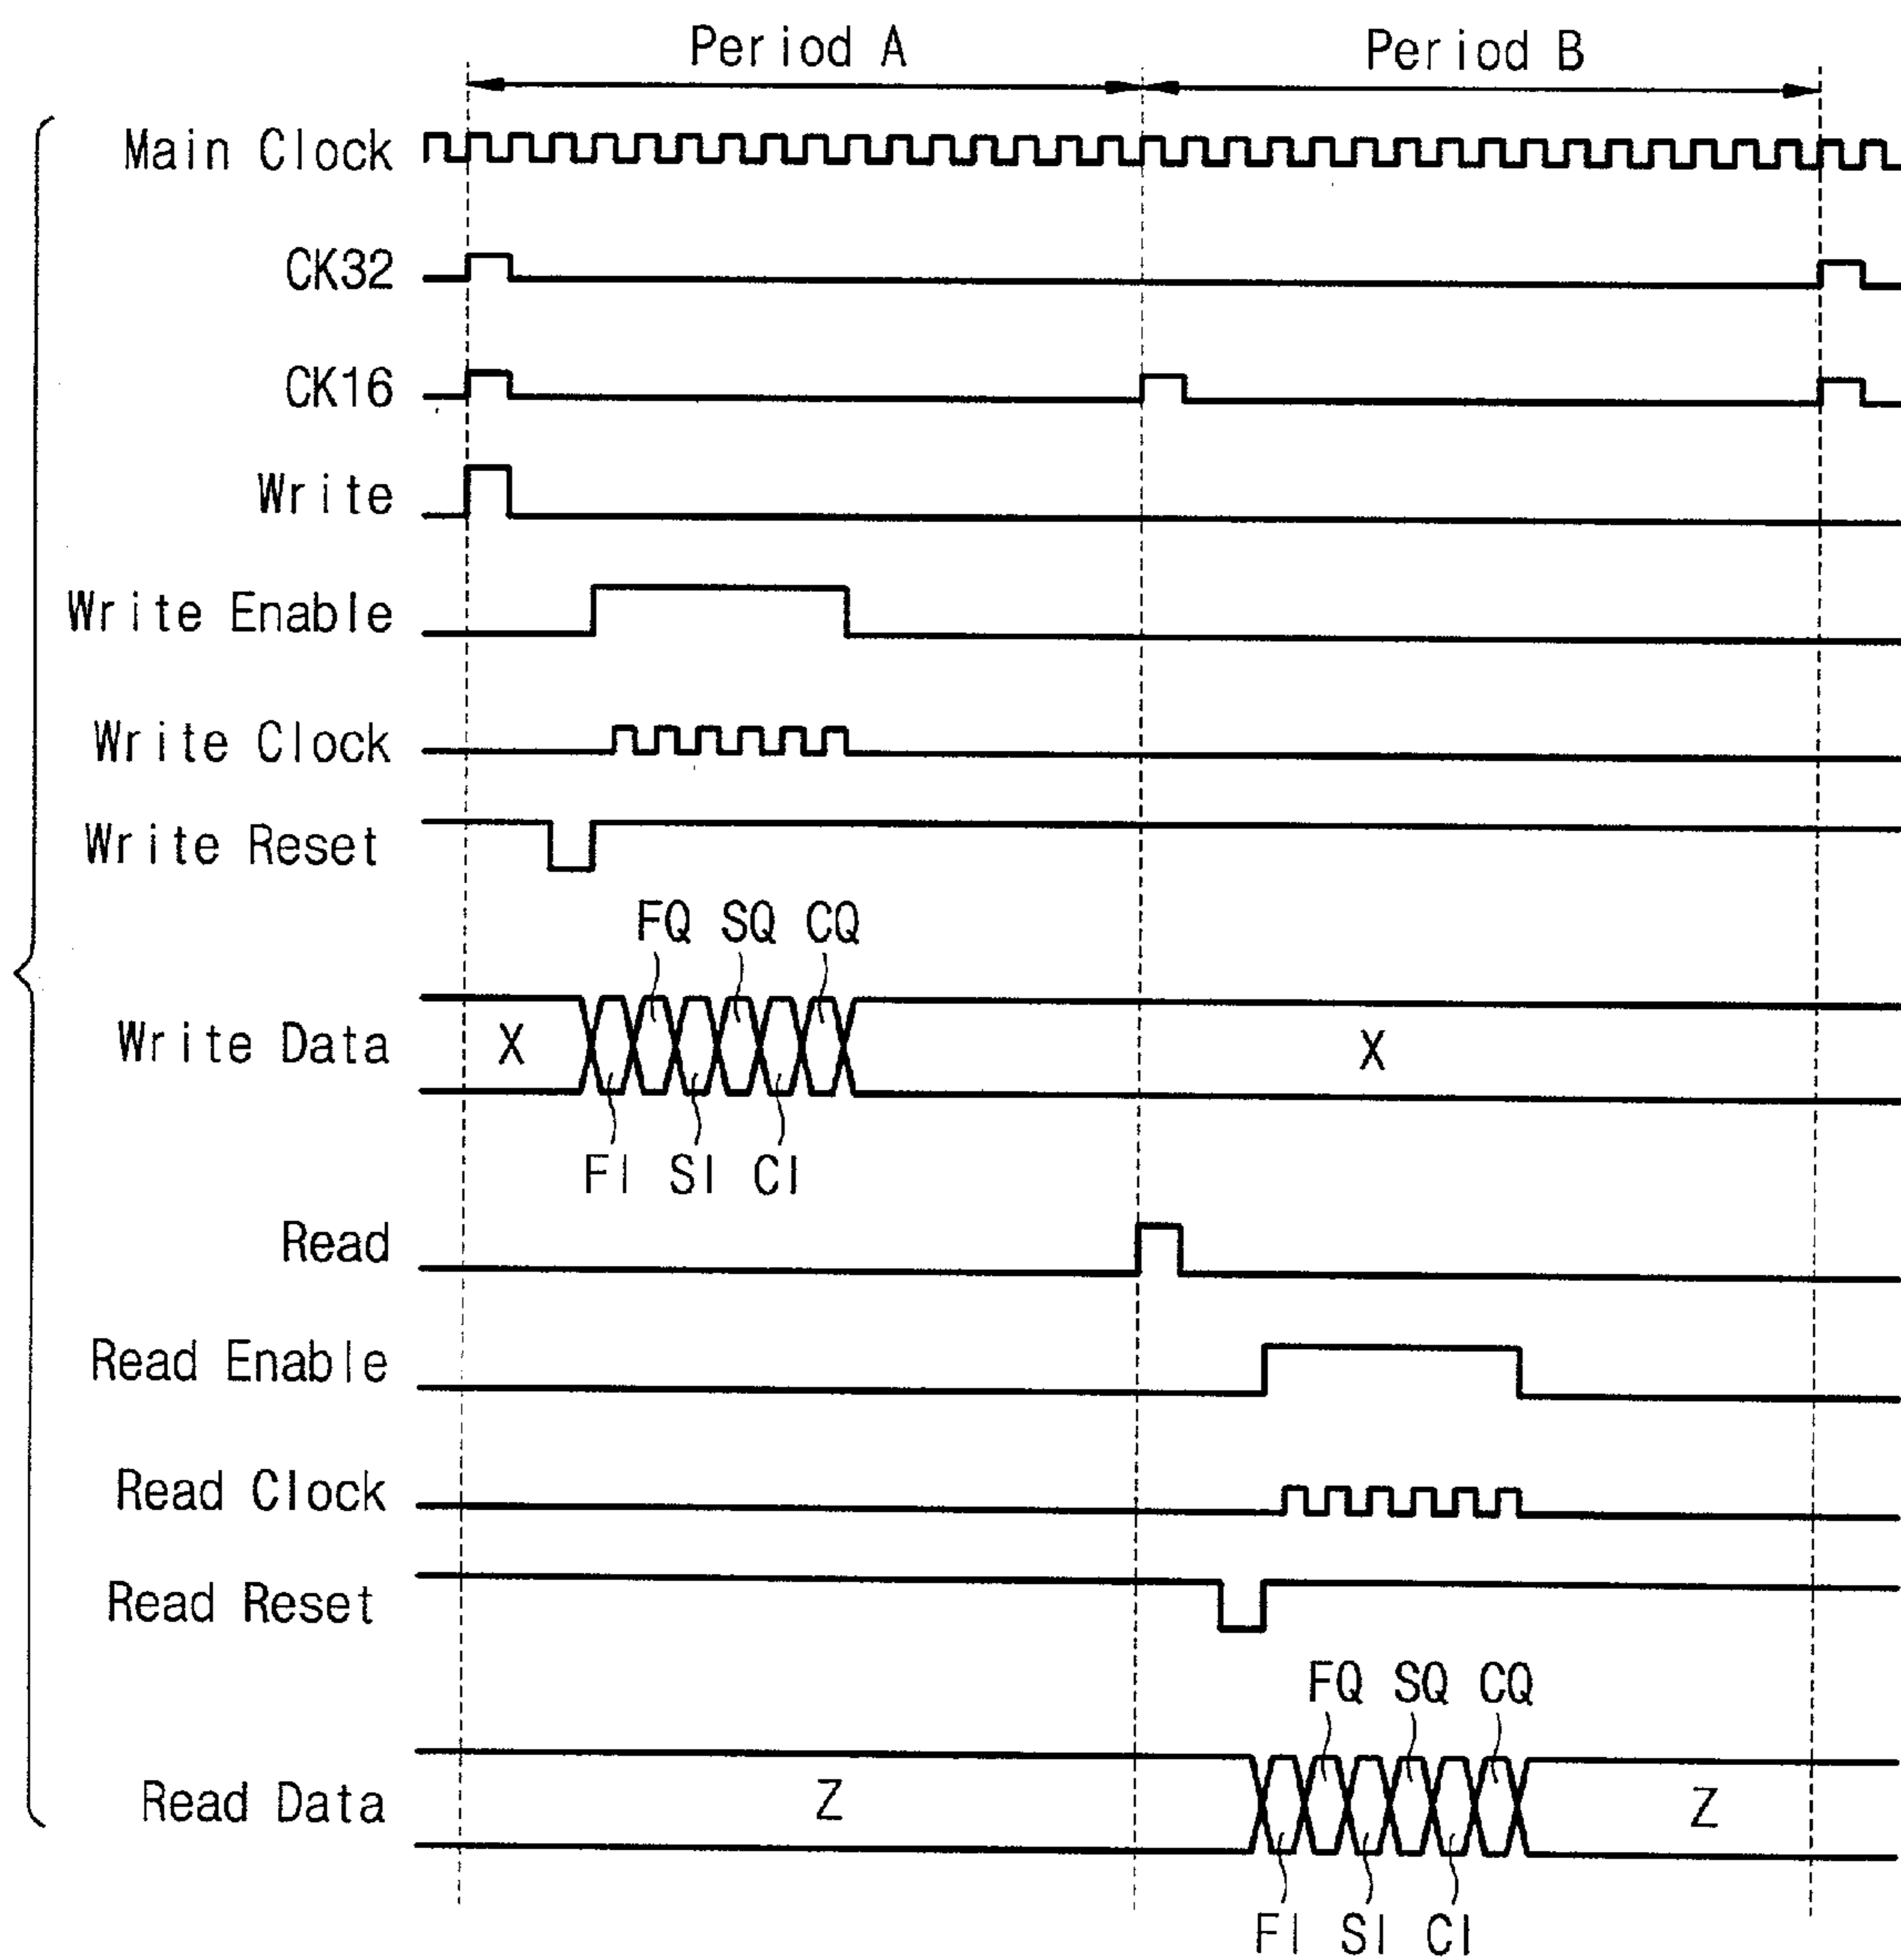 Period A Period B
Main Clock
CK32
CK16
Write
Write Enable
Write Clock
Write Reset
FQ SQ CQ
Write Data X X
FI SI CI
Read
Read Enable
Read Clock
Read Reset
FQ SQ CQ
Read Data Z Z
FI SI CI